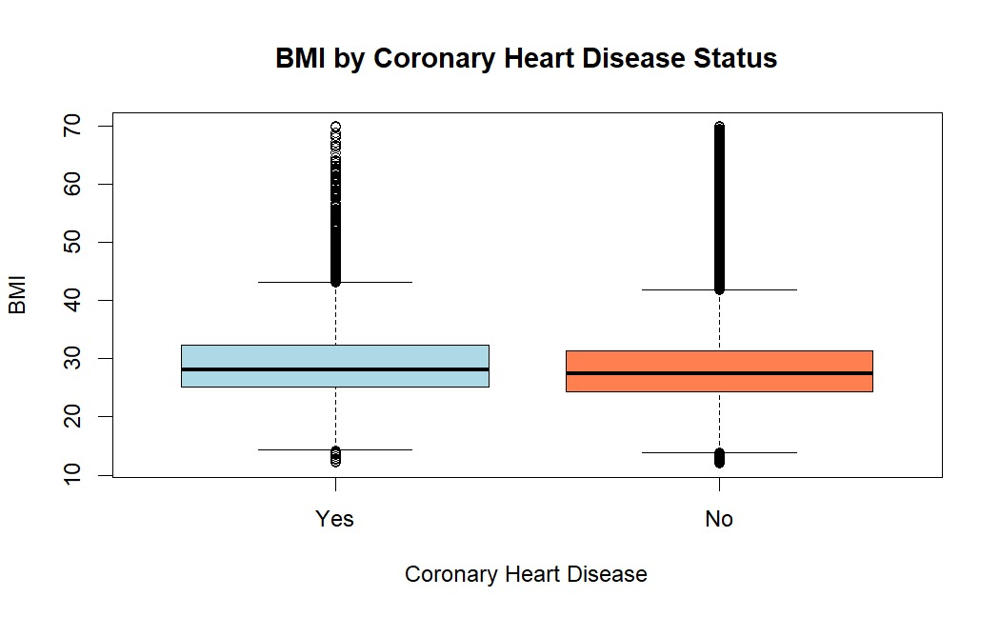 BMI by Coronary Heart Disease Status
BMI
70
60
50
40
30
20
10
Yes
No
Coronary Heart Disease